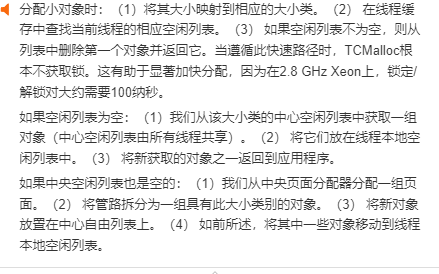 分配小对象时：（1）将其大小映射到相应的大小类。（2） 在线程缓
存中查找当前线程的相应空闲列表。（3） 如果空闲列表不为空，则从
列表中删除第一个对象并返回它。当遵循此快速路径时，TCMalloc根
本不获取锁。这有助于显著加快分配，因为在2.8 GHz Xeon上，锁定/
解锁对大约需要100纳秒。
如果空闲列表为空：（1）我们从该大小类的中心空闲列表中获取一组
对象（中心空闲列表由所有线程共享）。（2） 将它们放在线程本地空
闲列表中。（3） 将新获取的对象之一返回到应用程序。
如果中央空闲列表也是空的：（1）我们从中央页面分配器分配一组页
面。（2） 将管路拆分为一组具有此大小类别的对象。（3） 将新对象
放置在中心自由列表上。（4） 如前所述，将其中一些对象移动到线程
本地空闲列表。